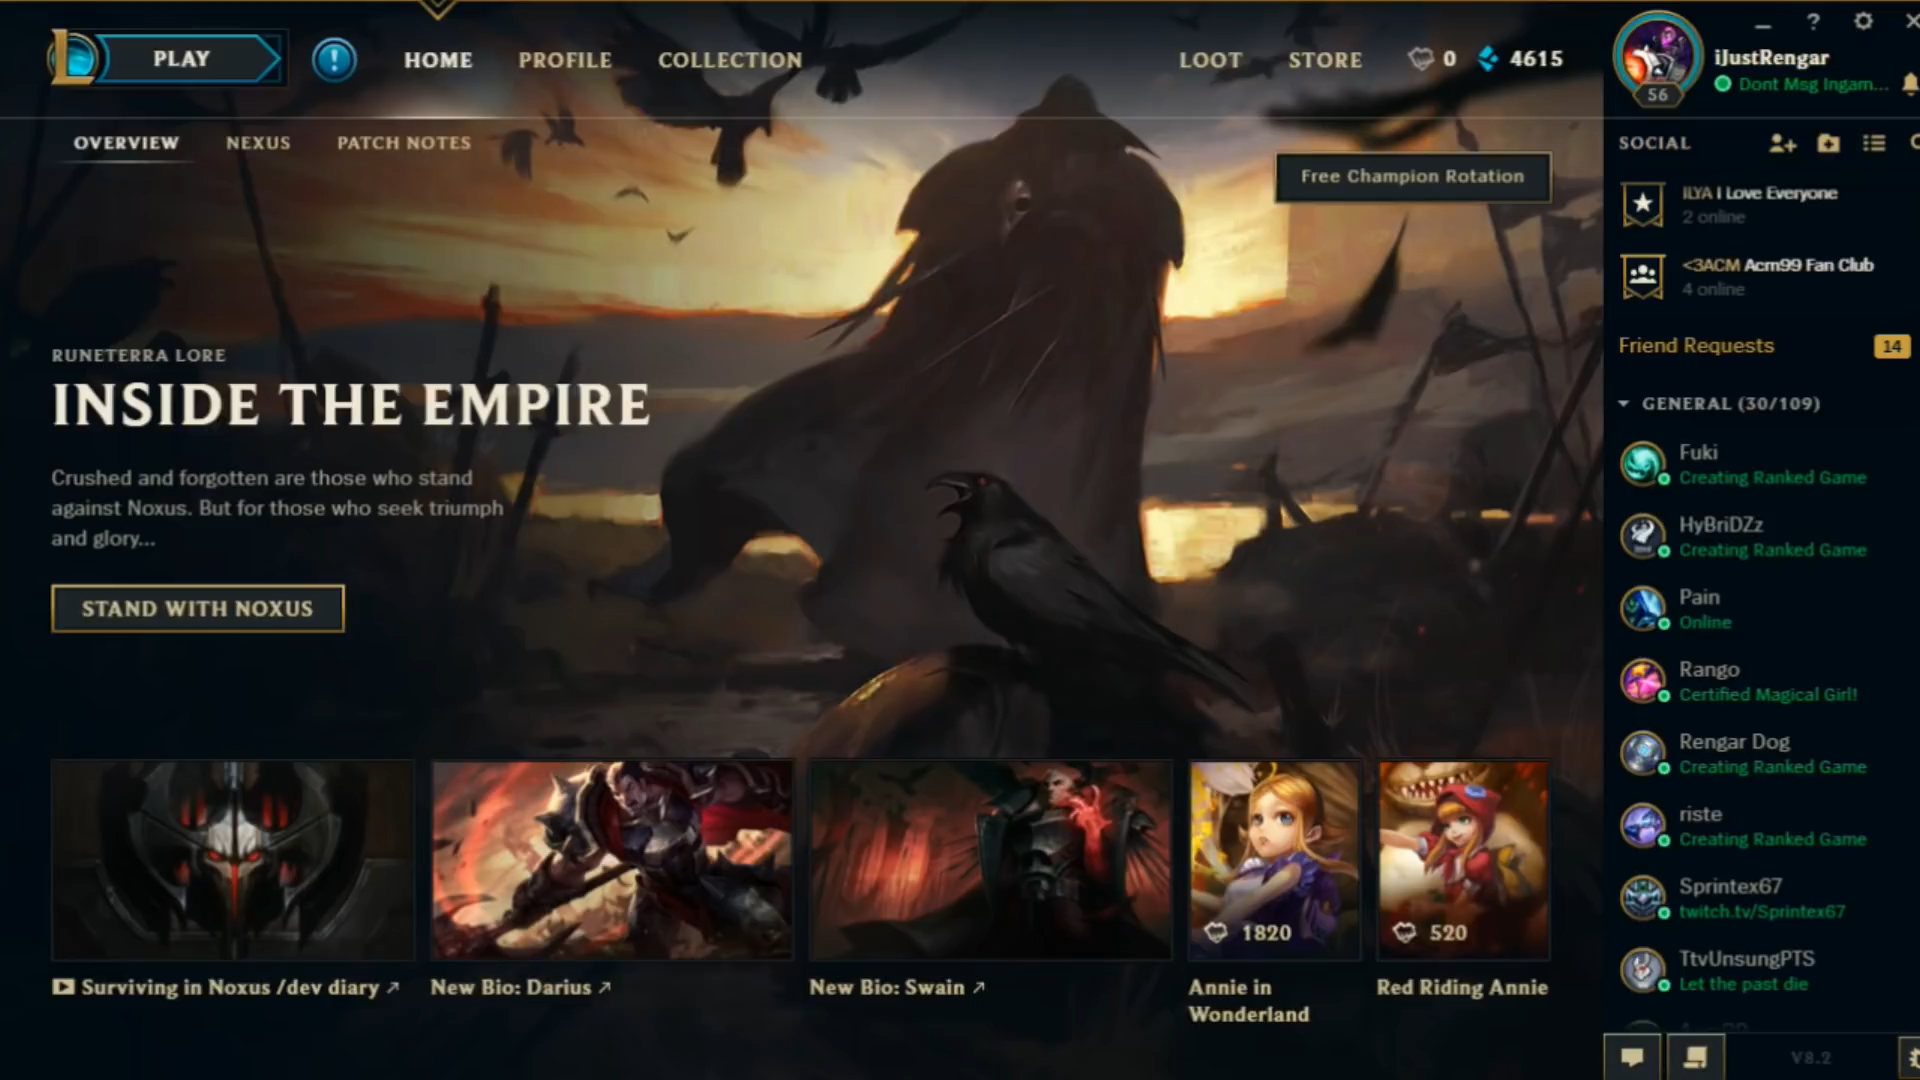 PLAY
HOME
PROFILE
COLLECTION
LOOT
STORE
0
4615
iJustRengar
Dont Msg Ingam...
56
OVERVIEW
NEXUS
PATCH NOTES
Free Champion Rotation
SOCIAL
ILYA I Love Everyone
2 online
<3ACM Acm99 Fan Club
4 online
Friend Requests
14
GENERAL (30/109)
RUNETERRA LORE
INSIDE THE EMPIRE
Crushed and forgotten are those who stand
against Noxus. But for those who seek triumph
and glory...
STAND WITH NOXUS
Fuki
Creating Ranked Game
HyBriDZz
Creating Ranked Game
Pain
Online
Rango
Certified Magical Girl!
Rengar Dog
Creating Ranked Game
riste
Creating Ranked Game
Sprintex67
twitch.tv/Sprintex67
TtvUnsungPTS
Let the past die
1820
520
Surviving in Noxus /dev diary
New Bio: Darius
New Bio: Swain
Annie in
Wonderland
Red Riding Annie
V8.2